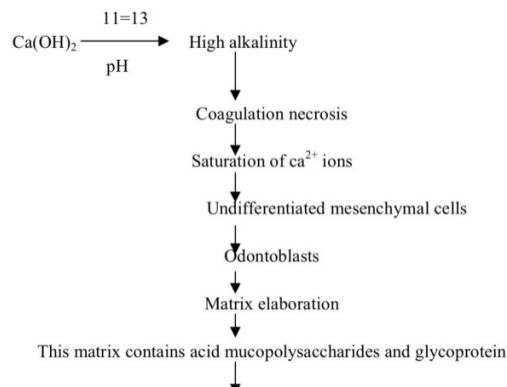 11=13
Ca(OH)₂ High alkalinity
pH
Coagulation necrosis
Saturation of ca²⁺ ions
Undifferentiated mesenchymal cells
Odontoblasts
Matrix elaboration
This matrix contains acid mucopolysaccharides and glycoprotein